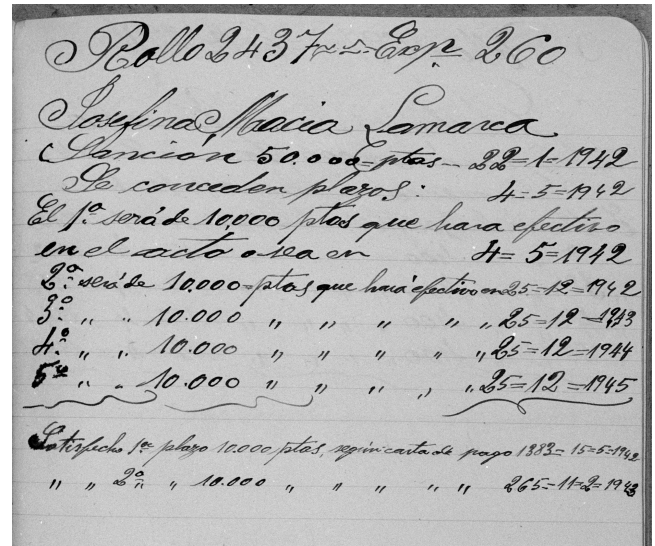 Rollo 2437 == Exp. 260
Josefina Macia Lamarca
Sanción 50.000= ptas - 22=1=1942
Se conceden plazos: 4=5=1942
El 1º será de 10,000 ptas que hara efectivo
en el acto o sea en 4=5=1942
2º será de 10.000=ptas que hará efectivo en 25=12=1942
3º " " 10.000 " " " " " " 25=12=1943
4º " " 10.000 " " " " " 25=12=1944
5º " " 10.000 " " " " " 25=12=1945
Satisfecho 1er plazo 10.000 ptas, según carta de pago 1383=15=5=1942
" " 2º " " 10.000 " " " " " 265=11=2=1943